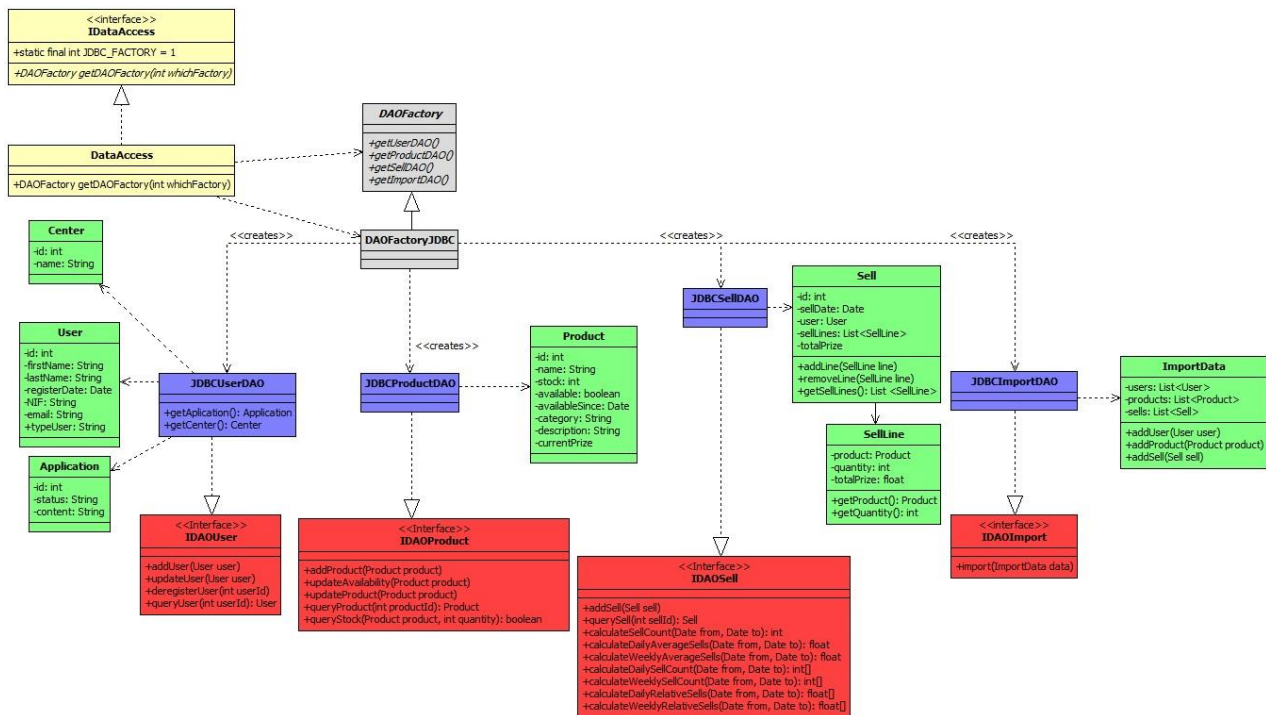 <<interface>>
IDataAccess
+static final int JDBC_FACTORY = 1
+DAOFactory getDAOFactory(int whichFactory)
DataAccess
+DAOFactory getDAOFactory(int whichFactory)
DAOFactory
+getUserDAO()
+getProductDAO()
+getSellDAO()
+getImportDAO()
DAOFactoryJDBC
<<creates>>
<<creates>>
<<creates>>
<<creates>>
Center
-id: int
-name: String
User
-id: int
-firstName: String
-lastName: String
-registerDate: Date
-NIF: String
-email: String
+typeUser: String
Application
-id: int
-status: String
-content: String
JDBCUserDAO
+getAplication(): Application
+getCenter(): Center
<<Interface>>
IDAOUser
+addUser(User user)
+updateUser(User user)
+deregisterUser(int userId)
+queryUser(int userId): User
JDBCProductDAO
Product
-id: int
-name: String
-stock: int
-available: boolean
-availableSince: Date
-category: String
-description: String
-currentPrize
<<Interface>>
IDAOProduct
+addProduct(Product product)
+updateAvailability(Product product)
+updateProduct(Product product)
+queryProduct(int productId): Product
+queryStock(Product product, int quantity): boolean
JDBCSellDAO
Sell
-id: int
-sellDate: Date
-user: User
-sellLines: List<SellLine>
-totalPrize
+addLine(SellLine line)
+removeLine(SellLine line)
+getSellLines(): List <SellLine>
SellLine
-product: Product
-quantity: int
-totalPrize: float
+getProduct(): Product
+getQuantity(): int
<<Interface>>
IDAOSell
+addSell(Sell sell)
+querySell(int sellId): Sell
+calculateSellCount(Date from, Date to): int
+calculateDailyAverageSells(Date from, Date to): float
+calculateWeeklyAverageSells(Date from, Date to): float
+calculateDailySellCount(Date from, Date to): int[]
+calculateWeeklySellCount(Date from, Date to): int[]
+calculateDailyRelativeSells(Date from, Date to): float[]
+calculateWeeklyRelativeSells(Date from, Date to): float[]
JDBCImportDAO
ImportData
-users: List<User>
-products: List<Product>
-sells: List<Sell>
+addUser(User user)
+addProduct(Product product)
+addSell(Sell sell)
<<interface>>
IDAOImport
+import(ImportData data)